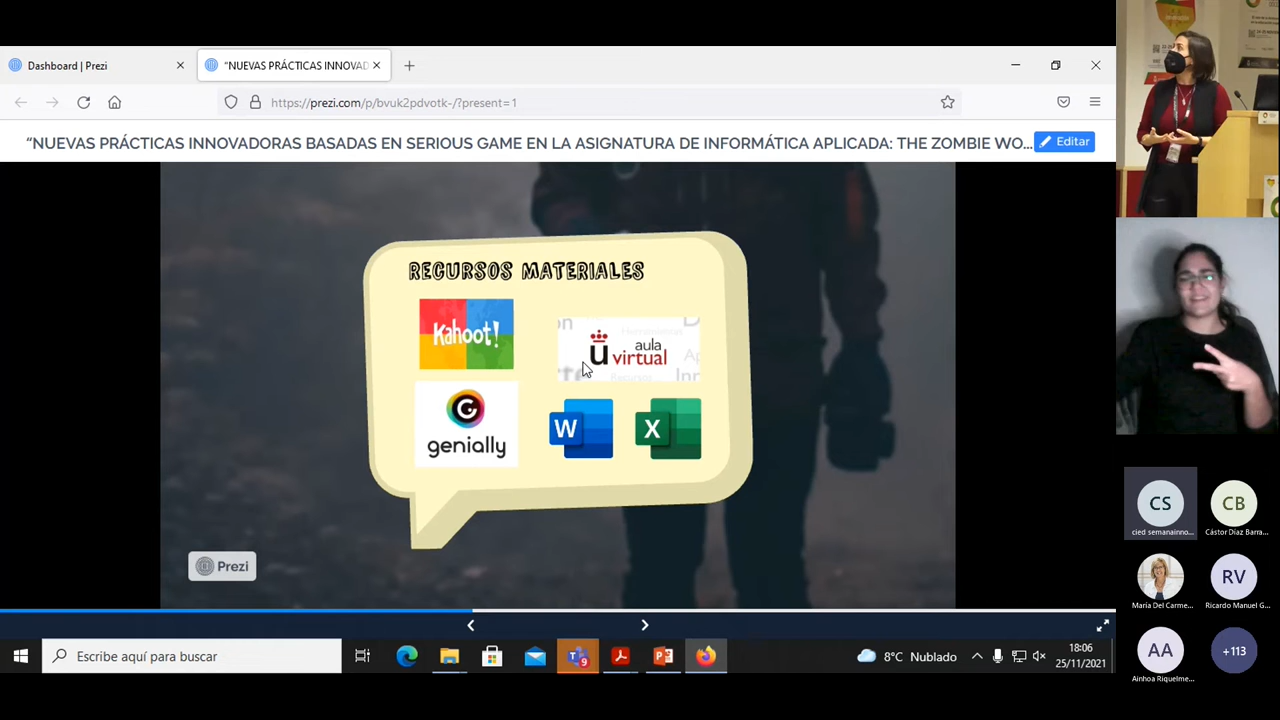 Dashboard | Prezi
"NUEVAS PRÁCTICAS INNOVAD
https://prezi.com/p/bvuk2pdvotk-/?present=1
“NUEVAS PRÁCTICAS INNOVADORAS BASADAS EN SERIOUS GAME EN LA ASIGNATURA DE INFORMÁTICA APLICADA: THE ZOMBIE WO...
Editar
RECURSOS MATERIALES
Kahoot!
u aula virtual
G
genially
W
X
Prezi
CS
CB
cied semanainno...
Cástor Díaz Barra...
RV
María Del Carme...
Ricardo Manuel G...
AA
+113
Ainhoa Riquelme...
Escribe aquí para buscar
9
8°C Nublado
18:06
25/11/2021